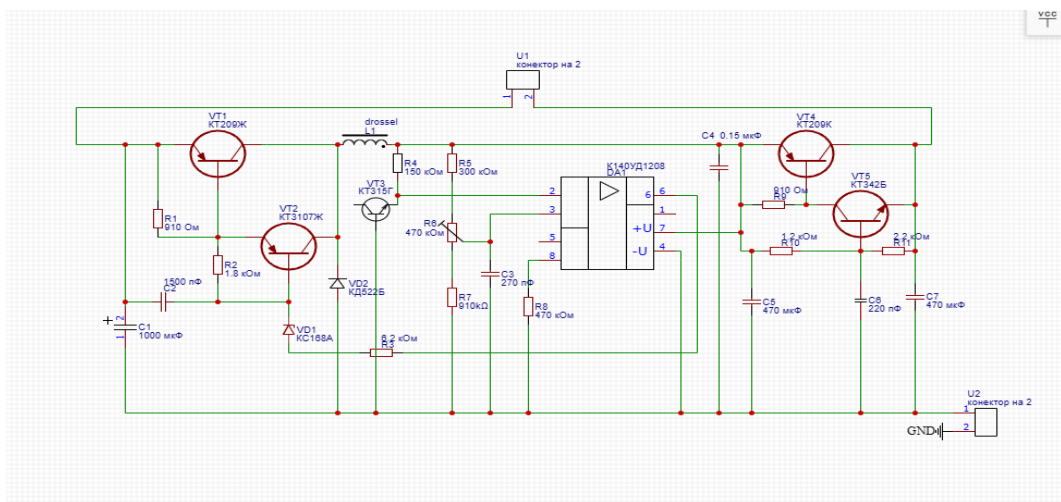 vcc
U1
конектор на 2
1
2
VT1
КТ209Ж
drossel
L1
C4 0.15 мкФ
VT4
КТ209К
R4
150 кОм
R5
300 кОм
К140УД1208
DA1
VT5
КТ342Б
VT3
КТ315Г
2
3
5
8
6
6
1
+U
7
-U
4
910 Ом
R9
R1
910 Ом
VT2
КТ3107Ж
R6
470 кОм
1.2 кОм
R10
2.2 кОм
R11
R2
1.8 кОм
1500 пФ
C2
VD2
КД522Б
C3
270 пФ
R7
910kΩ
R8
470 кОм
C5
470 мкФ
C6
220 пФ
C7
470 мкФ
+
2
1
C1
1000 мкФ
VD1
КС168А
8.2 кОм
R3
U2
конектор на 2
1
2
GND